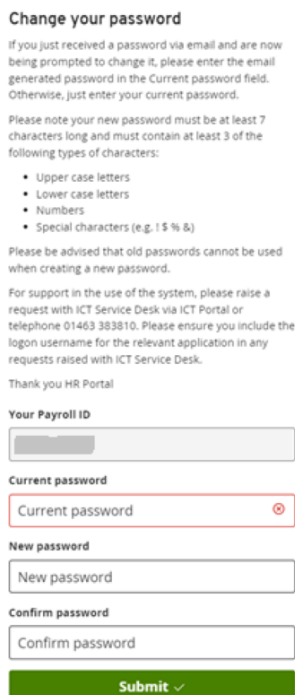 Change your password
If you just received a password via email and are now
being prompted to change it, please enter the email
generated password in the Current password field.
Otherwise, just enter your current password.
Please note your new password must be at least 7
characters long and must contain at least 3 of the
following types of characters:
• Upper case letters
• Lower case letters
• Numbers
• Special characters (e.g. ! $ % &)
Please be advised that old passwords cannot be used
when creating a new password.
For support in the use of the system, please raise a
request with ICT Service Desk via ICT Portal or
telephone 01463 383810. Please ensure you include the
logon username for the relevant application in any
requests raised with ICT Service Desk.
Thank you HR Portal
Your Payroll ID
Current password
Current password
New password
New password
Confirm password
Confirm password
Submit ✓